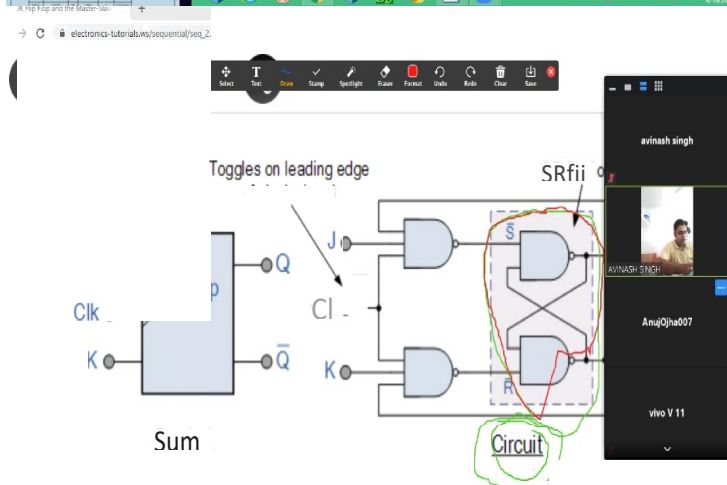 JK Flip Flop and the Master-Slav
electronics-tutorials.ws/sequential/seq_2.
Select Text Draw Stamp Spotlight Eraser Format Undo Redo Clear Save
Toggles on leading edge
SRfii
J
S̅
Q
p
Clk
Cl
K
Q̅
K
R̅
Sum
Circuit
avinash singh
AVINASH SINGH
AnujOjha007
vivo V 11